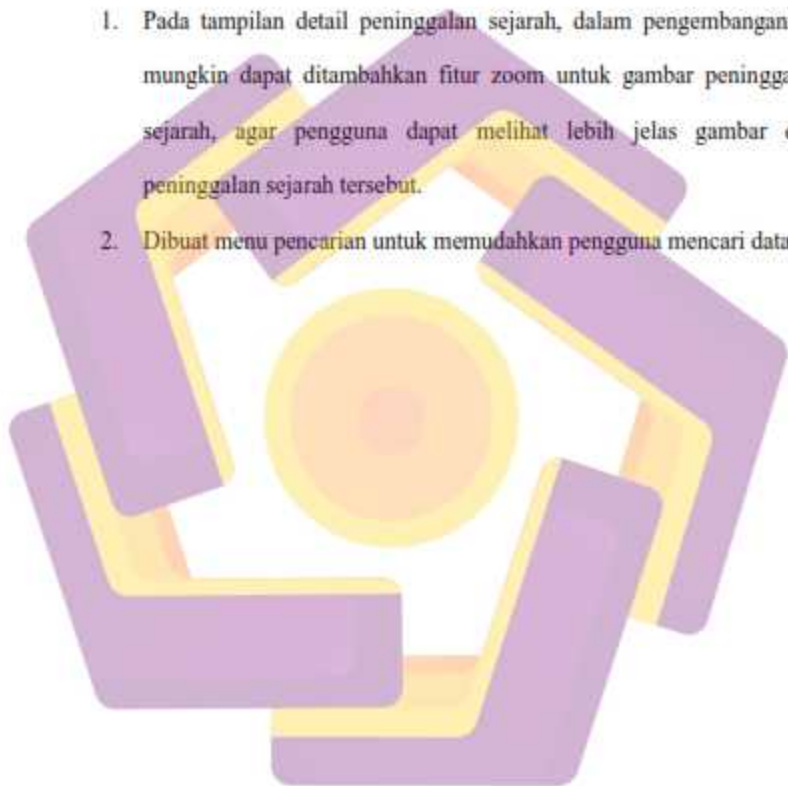 1. Pada tampilan detail peninggalan sejarah, dalam pengembangan
mungkin dapat ditambahkan fitur zoom untuk gambar peningga
sejarah, agar pengguna dapat melihat lebih jelas gambar
peninggalan sejarah tersebut.
2. Dibuat menu pencarian untuk memudahkan pengguna mencari data